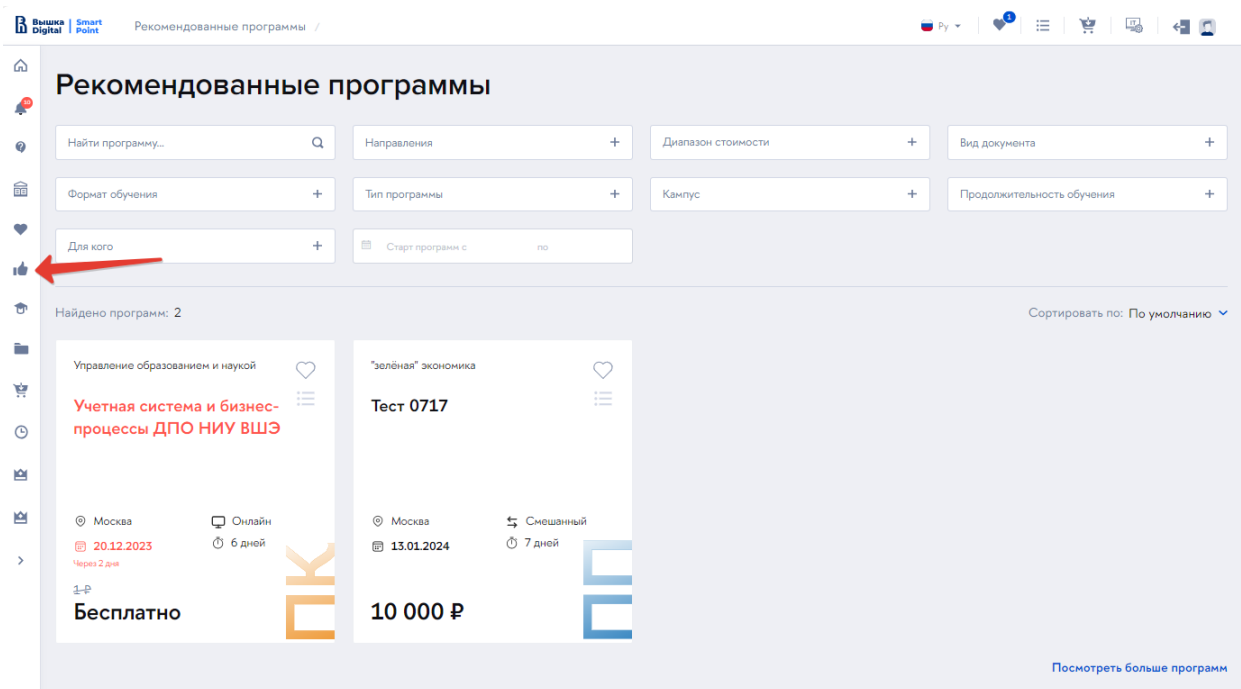 Вышка | Smart
Digital | Point
Рекомендованные программы /
Ру
1
Рекомендованные программы
Найти программу...
Направления
Диапазон стоимости
Вид документа
Формат обучения
Тип программы
Кампус
Продолжительность обучения
Для кого
Старт программ с по
Найдено программ: 2
Сортировать по: По умолчанию
Управление образованием и наукой
Учетная система и бизнес-
процессы ДПО НИУ ВШЭ
Москва
Онлайн
20.12.2023
6 дней
Через 2 дня
1 ₽
Бесплатно
ПК
"зелёная" экономика
Тест 0717
Москва
Смешанный
13.01.2024
7 дней
10 000 ₽
ПП
Посмотреть больше программ